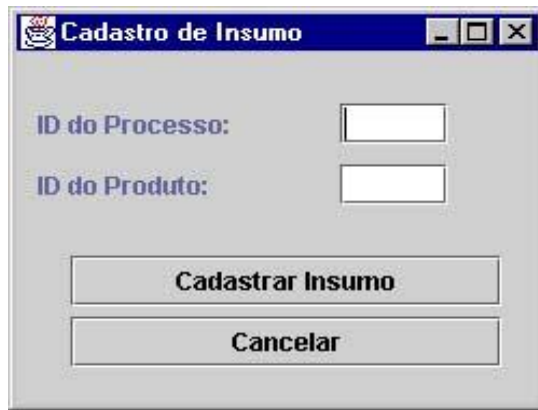 Cadastro de Insumo
ID do Processo:
ID do Produto:
Cadastrar Insumo
Cancelar